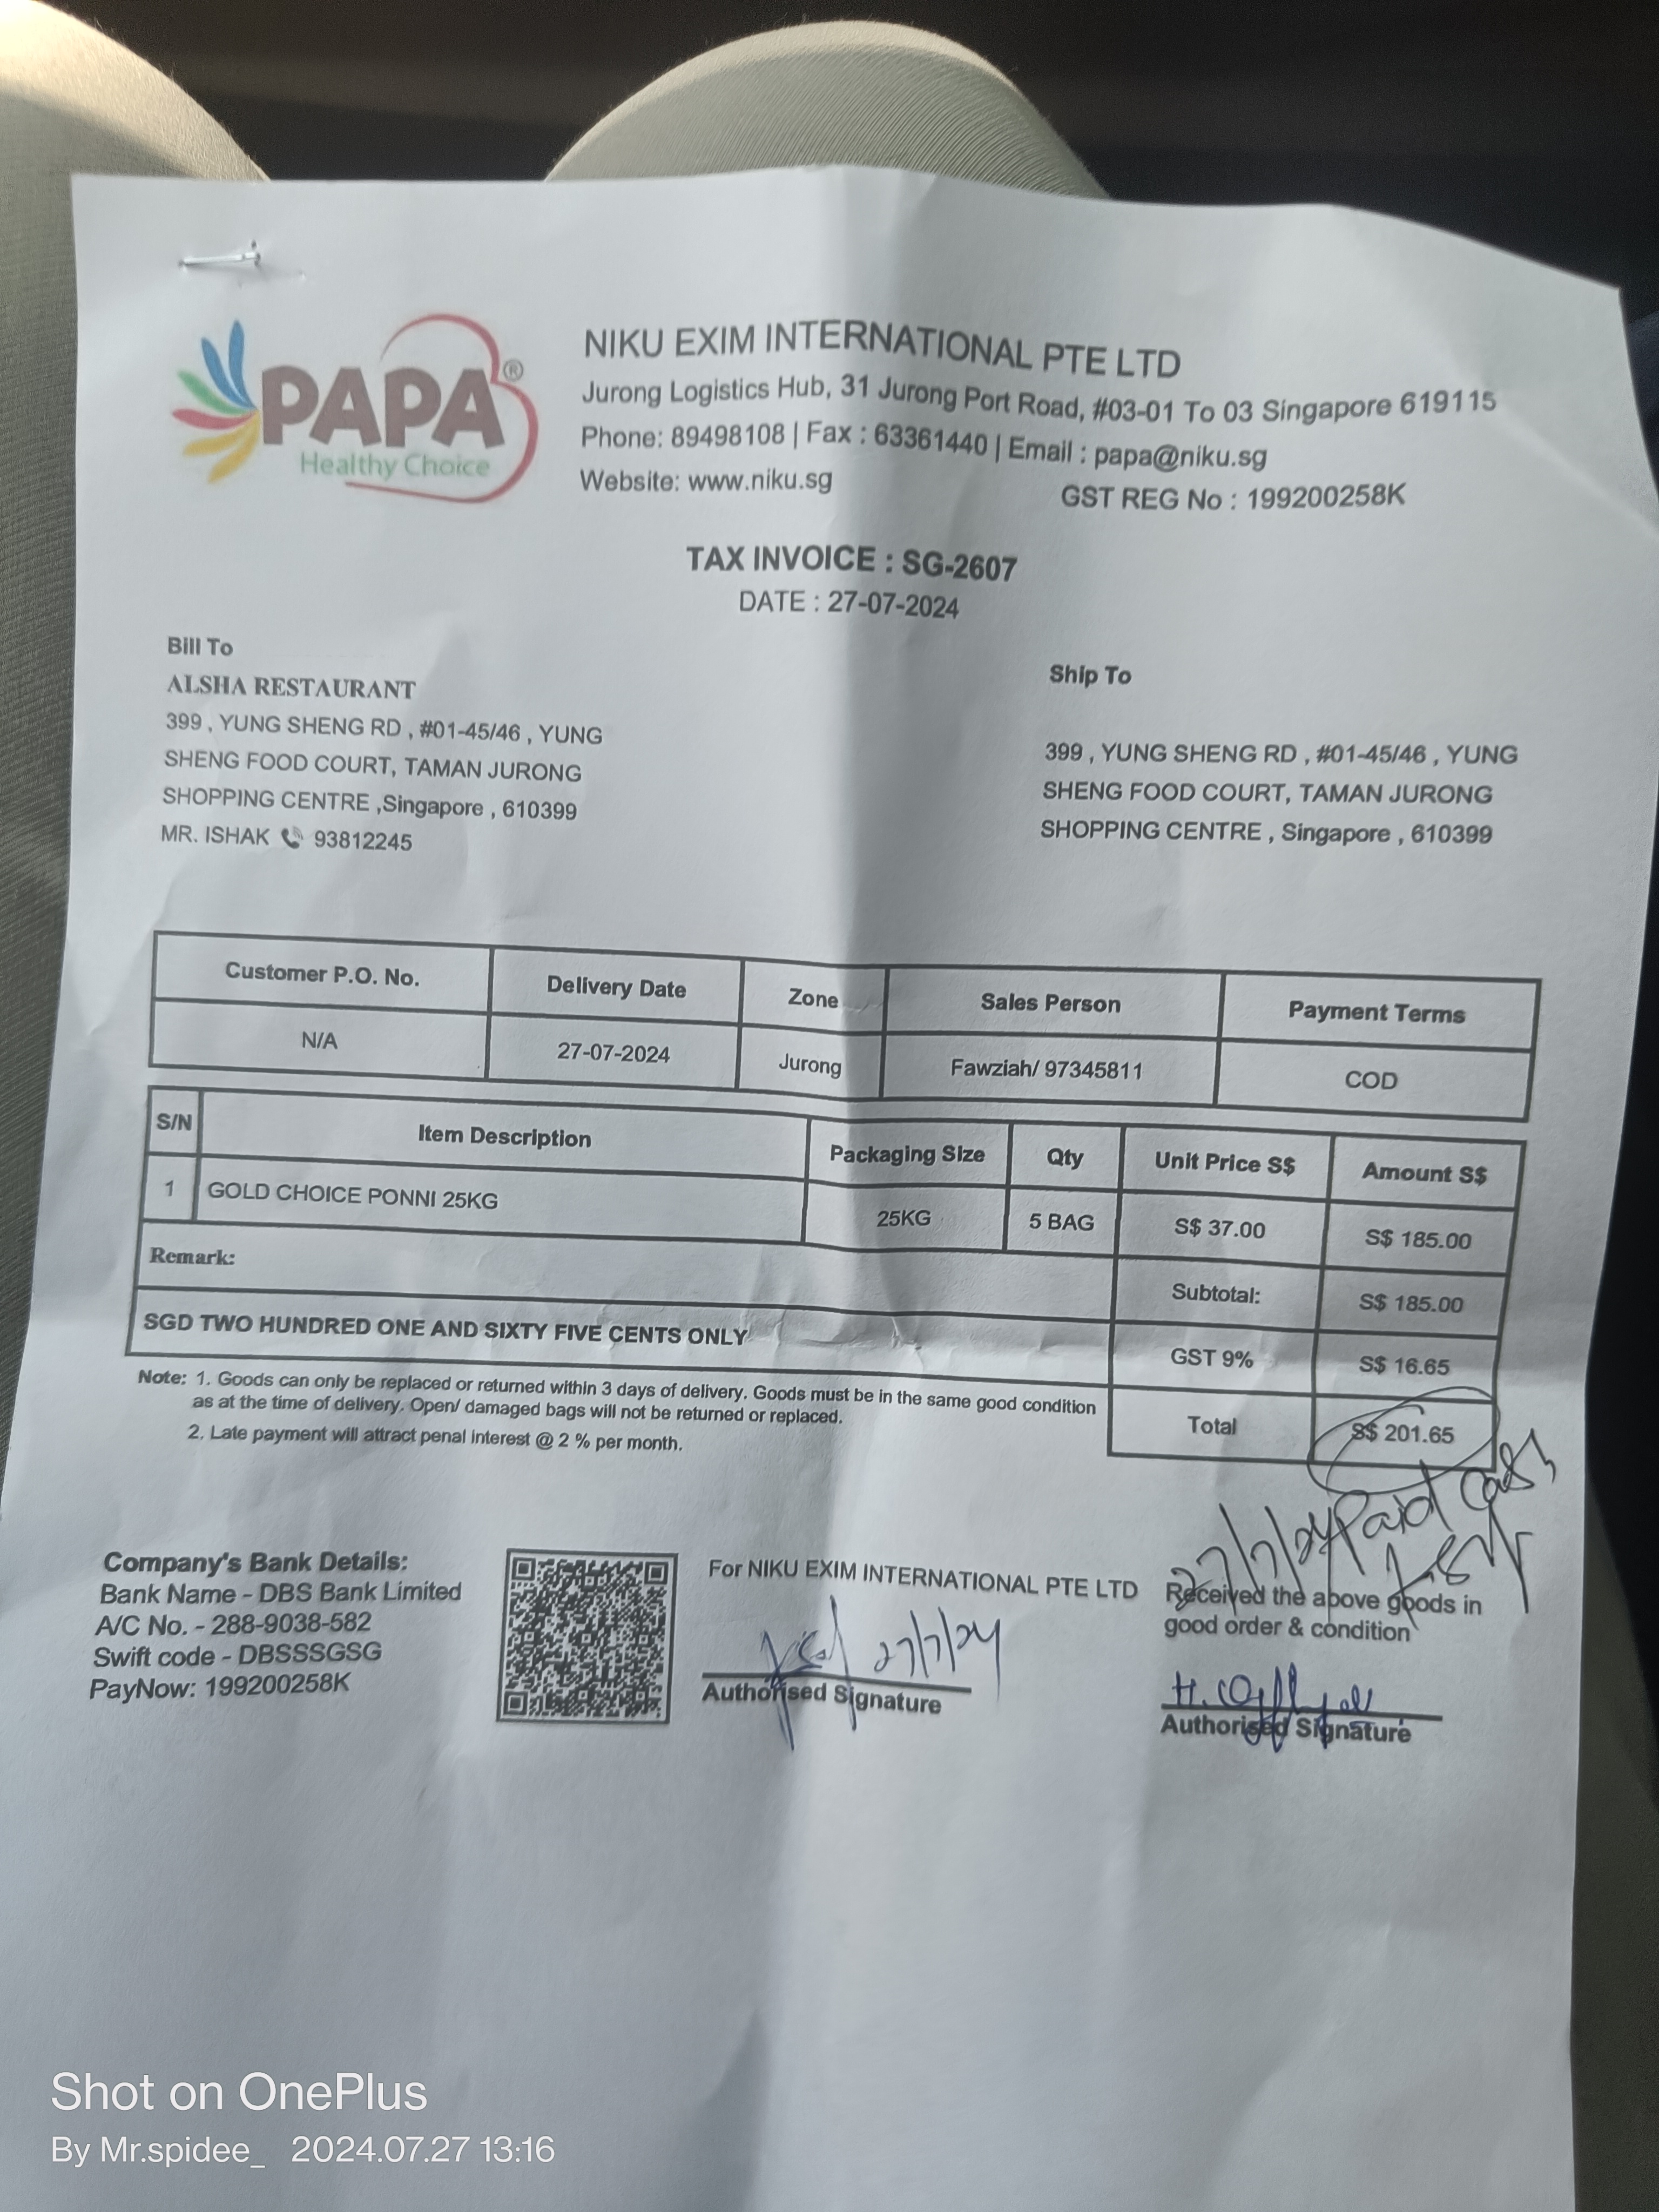 PAPA®
Healthy Choice
NIKU EXIM INTERNATIONAL PTE LTD
Jurong Logistics Hub, 31 Jurong Port Road, #03-01 To 03 Singapore 619115
Phone: 89498108 | Fax : 63361440 | Email : papa@niku.sg
Website: www.niku.sg
GST REG No : 199200258K
TAX INVOICE : SG-2607
DATE : 27-07-2024
Bill To
ALSHA RESTAURANT
399 , YUNG SHENG RD , #01-45/46 , YUNG
SHENG FOOD COURT, TAMAN JURONG
SHOPPING CENTRE ,Singapore , 610399
MR. ISHAK 93812245
Ship To
399 , YUNG SHENG RD , #01-45/46 , YUNG
SHENG FOOD COURT, TAMAN JURONG
SHOPPING CENTRE , Singapore , 610399
Customer P.O. No. Delivery Date Zone Sales Person Payment Terms
N/A 27-07-2024 Jurong Fawziah/ 97345811 COD
S/N Item Description Packaging Size Qty Unit Price S$ Amount S$
1 GOLD CHOICE PONNI 25KG 25KG 5 BAG S$ 37.00 S$ 185.00
Remark:
Subtotal: S$ 185.00
SGD TWO HUNDRED ONE AND SIXTY FIVE CENTS ONLY
GST 9% S$ 16.65
Total S$ 201.65
Note: 1. Goods can only be replaced or returned within 3 days of delivery. Goods must be in the same good condition
as at the time of delivery. Open/ damaged bags will not be returned or replaced.
2. Late payment will attract penal interest @ 2 % per month.
27/7/24 Paid Cash
Company's Bank Details:
Bank Name - DBS Bank Limited
A/C No. - 288-9038-582
Swift code - DBSSSGSG
PayNow: 199200258K
For NIKU EXIM INTERNATIONAL PTE LTD
27/7/24
Authorised Signature
Received the above goods in
good order & condition
Authorised Signature
Shot on OnePlus
By Mr.spidee_ 2024.07.27 13:16